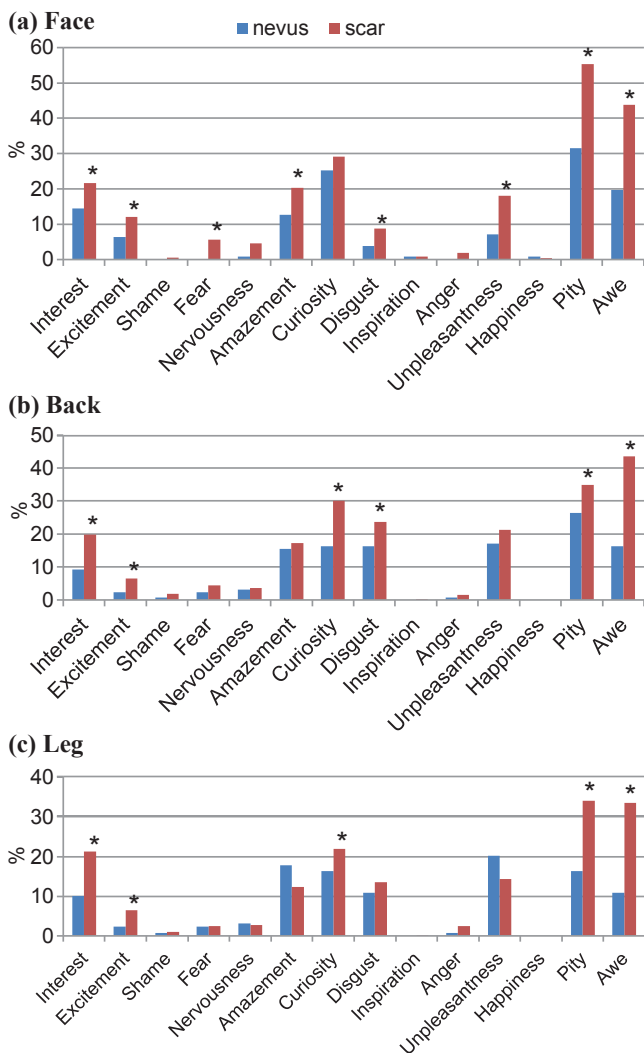 (a) Face
nevus scar
60
* *
50
40
%
30
* * *
20
*
* *
10
0
Interest
Excitement
Shame
Fear
Nervousness
Amazement
Curiosity
Disgust
Inspiration
Anger
Unpleasantness
Happiness
Pity
Awe
(b) Back
50
*
40
*
%
30
* *
20
*
10
*
0
Interest
Excitement
Shame
Fear
Nervousness
Amazement
Curiosity
Disgust
Inspiration
Anger
Unpleasantness
Happiness
Pity
Awe
(c) Leg
40
* *
30
%
* *
20
10
*
0
Interest
Excitement
Shame
Fear
Nervousness
Amazement
Curiosity
Disgust
Inspiration
Anger
Unpleasantness
Happiness
Pity
Awe